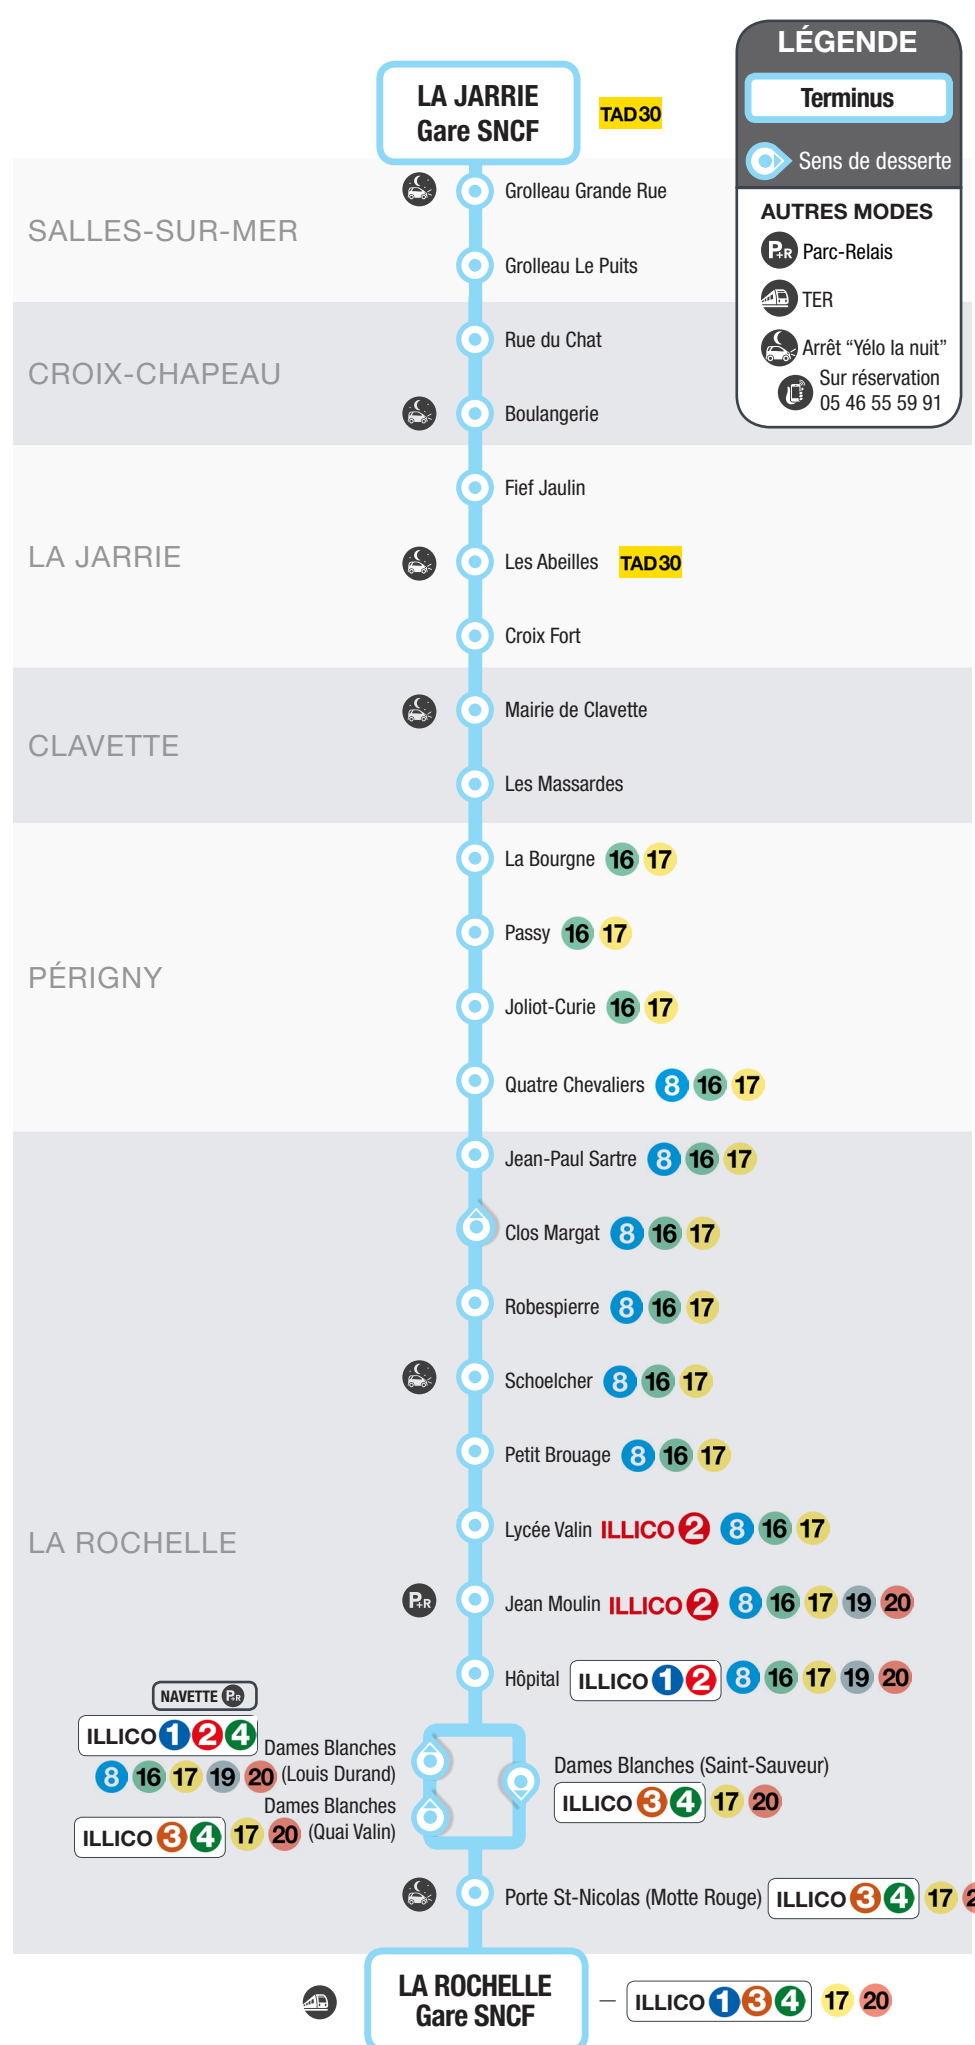 LÉGENDE
Terminus
Sens de desserte
AUTRES MODES
P+R Parc-Relais
TER
Arrêt “Yélo la nuit”
Sur réservation
05 46 55 59 91
LA JARRIE
Gare SNCF
TAD30
SALLES-SUR-MER
Grolleau Grande Rue
Grolleau Le Puits
CROIX-CHAPEAU
Rue du Chat
Boulangerie
LA JARRIE
Fief Jaulin
Les Abeilles TAD30
Croix Fort
CLAVETTE
Mairie de Clavette
Les Massardes
PÉRIGNY
La Bourgne 16 17
Passy 16 17
Joliot-Curie 16 17
Quatre Chevaliers 8 16 17
LA ROCHELLE
Jean-Paul Sartre 8 16 17
Clos Margat 8 16 17
Robespierre 8 16 17
Schoelcher 8 16 17
Petit Brouage 8 16 17
Lycée Valin ILLICO 2 8 16 17
P+R Jean Moulin ILLICO 2 8 16 17 19 20
Hôpital ILLICO 1 2 8 16 17 19 20
NAVETTE P+R
ILLICO 1 2 4
Dames Blanches
8 16 17 19 20 (Louis Durand)
Dames Blanches
ILLICO 3 4 17 20 (Quai Valin)
Dames Blanches (Saint-Sauveur)
ILLICO 3 4 17 20
Porte St-Nicolas (Motte Rouge) ILLICO 3 4 17
LA ROCHELLE
Gare SNCF
– ILLICO 1 3 4 17 20